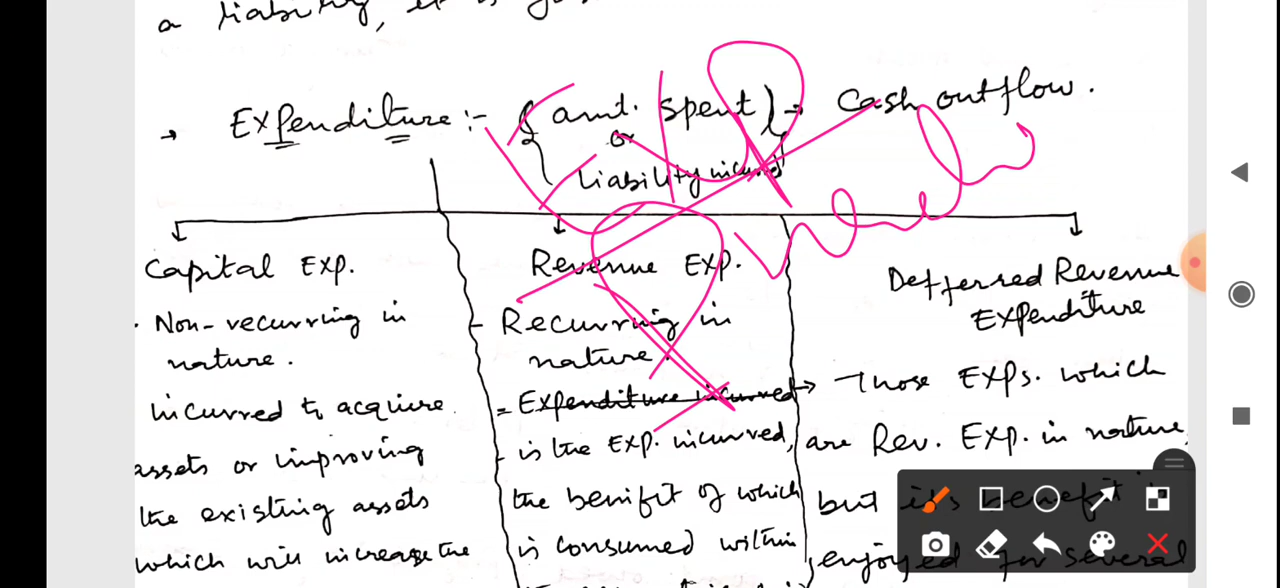 a liability, it is
→ Expenditure :- { amt. spent } → Cash outflow.
or
liability incurred
Capital Exp.
· Non-recurring in
nature.
incurred to acquire
assets or improving
the existing assets
which will increase the
Revenue Exp.
- Recurring in
nature
= Expenditure incurred
- is the Exp. incurred,
the benifit of which
is consumed within
Defferred Revenue
Expenditure
→ Those Exps. which
are Rev. Exp. in nature
but its benefit
enjoyed for several